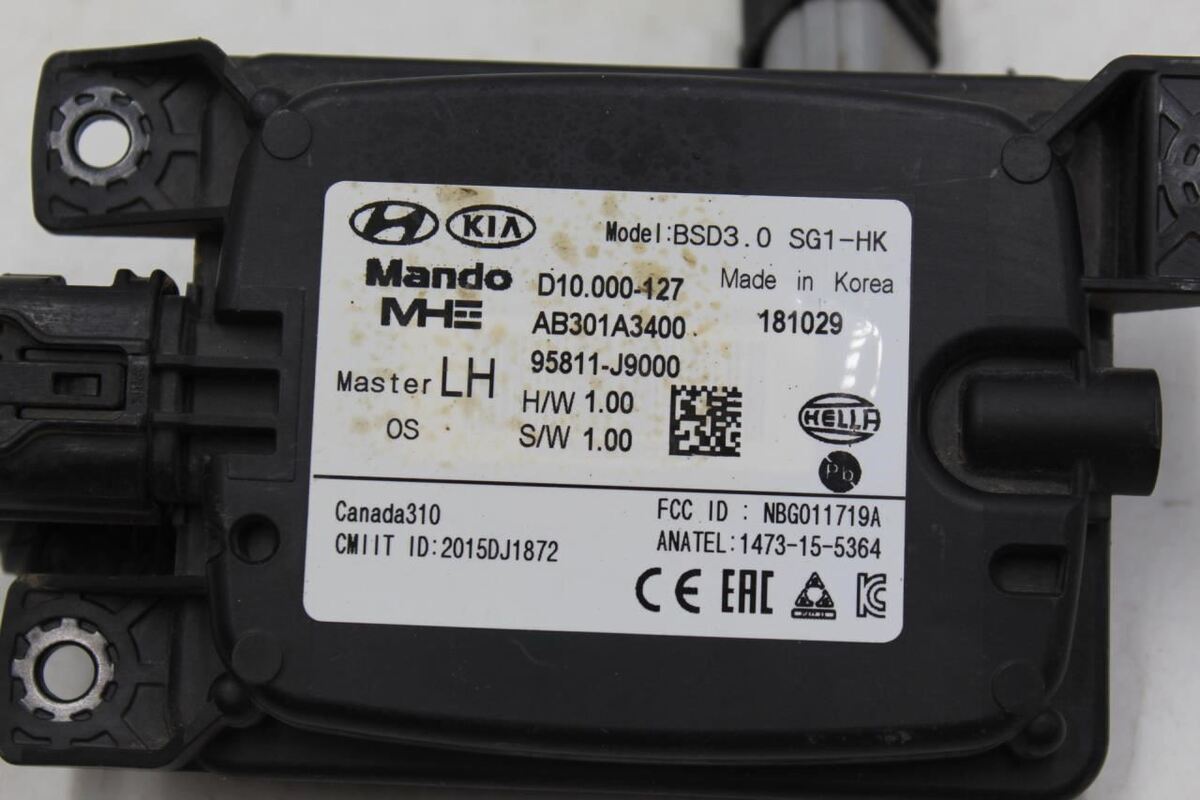 KIA Model:BSD3.0 SG1-HK
Mando D10.000-127 Made in Korea
MHE AB301A3400 181029
95811-J9000
Master LH H/W 1.00
OS S/W 1.00
HELLA
Pb
Canada310 FCC ID : NBG011719A
CMIIT ID:2015DJ1872 ANATEL:1473-15-5364
CE EAC KC